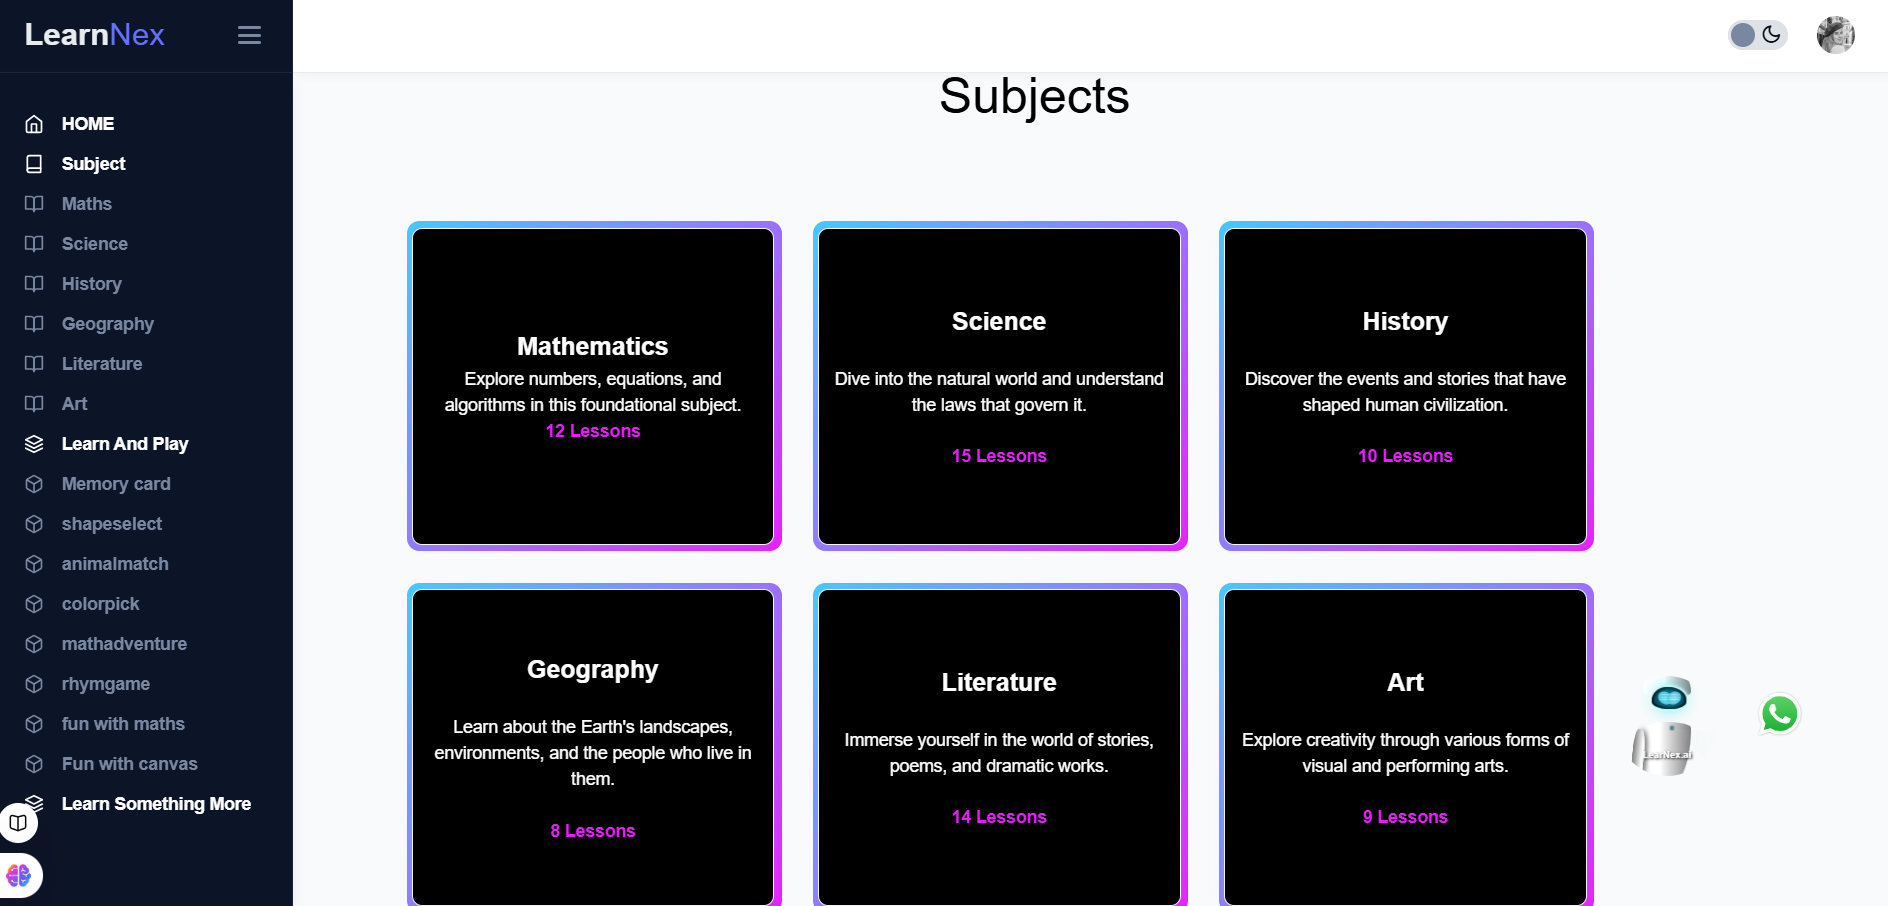 LearnNex
HOME
Subject
Maths
Science
History
Geography
Literature
Art
Learn And Play
Memory card
shapeselect
animalmatch
colorpick
mathadventure
rhymgame
fun with maths
Fun with canvas
Learn Something More
Subjects
Mathematics
Explore numbers, equations, and
algorithms in this foundational subject.
12 Lessons
Science
Dive into the natural world and understand
the laws that govern it.
15 Lessons
History
Discover the events and stories that have
shaped human civilization.
10 Lessons
Geography
Learn about the Earth's landscapes,
environments, and the people who live in
them.
8 Lessons
Literature
Immerse yourself in the world of stories,
poems, and dramatic works.
14 Lessons
Art
Explore creativity through various forms of
visual and performing arts.
9 Lessons
LearNex.ai